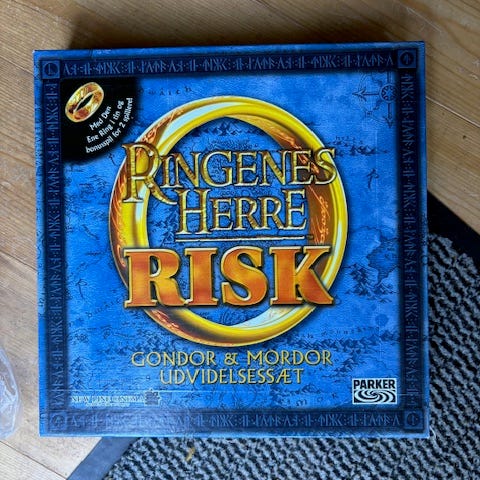 Med Den
Ene Ring i tin og
bonusspil for 2 spillere!
RINGENES
HERRE
RISK
GONDOR & MORDOR
UDVIDELSESSÆT
NEW LINE CINEMA
PARKER